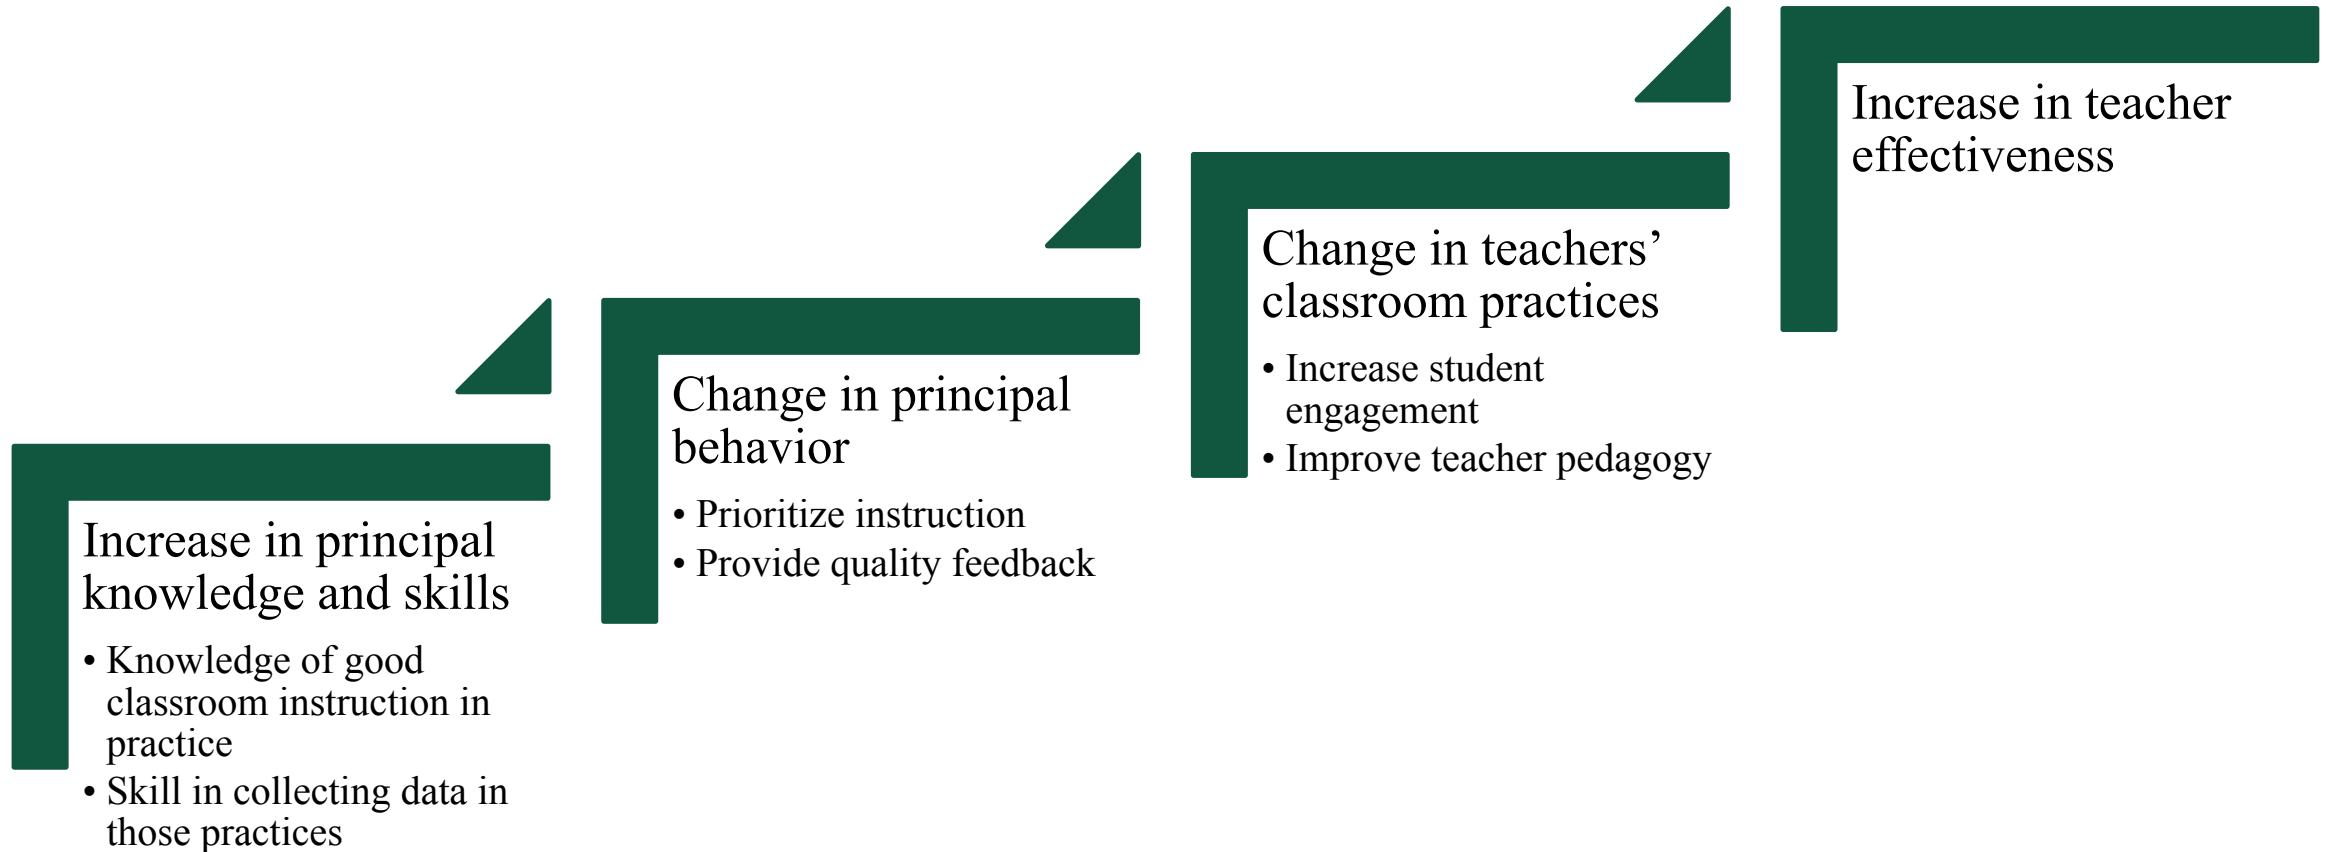 Increase in principal
knowledge and skills
• Knowledge of good
classroom instruction in
practice
• Skill in collecting data in
those practices
Change in principal
behavior
• Prioritize instruction
• Provide quality feedback
Change in teachers’
classroom practices
• Increase student
engagement
• Improve teacher pedagogy
Increase in teacher
effectiveness